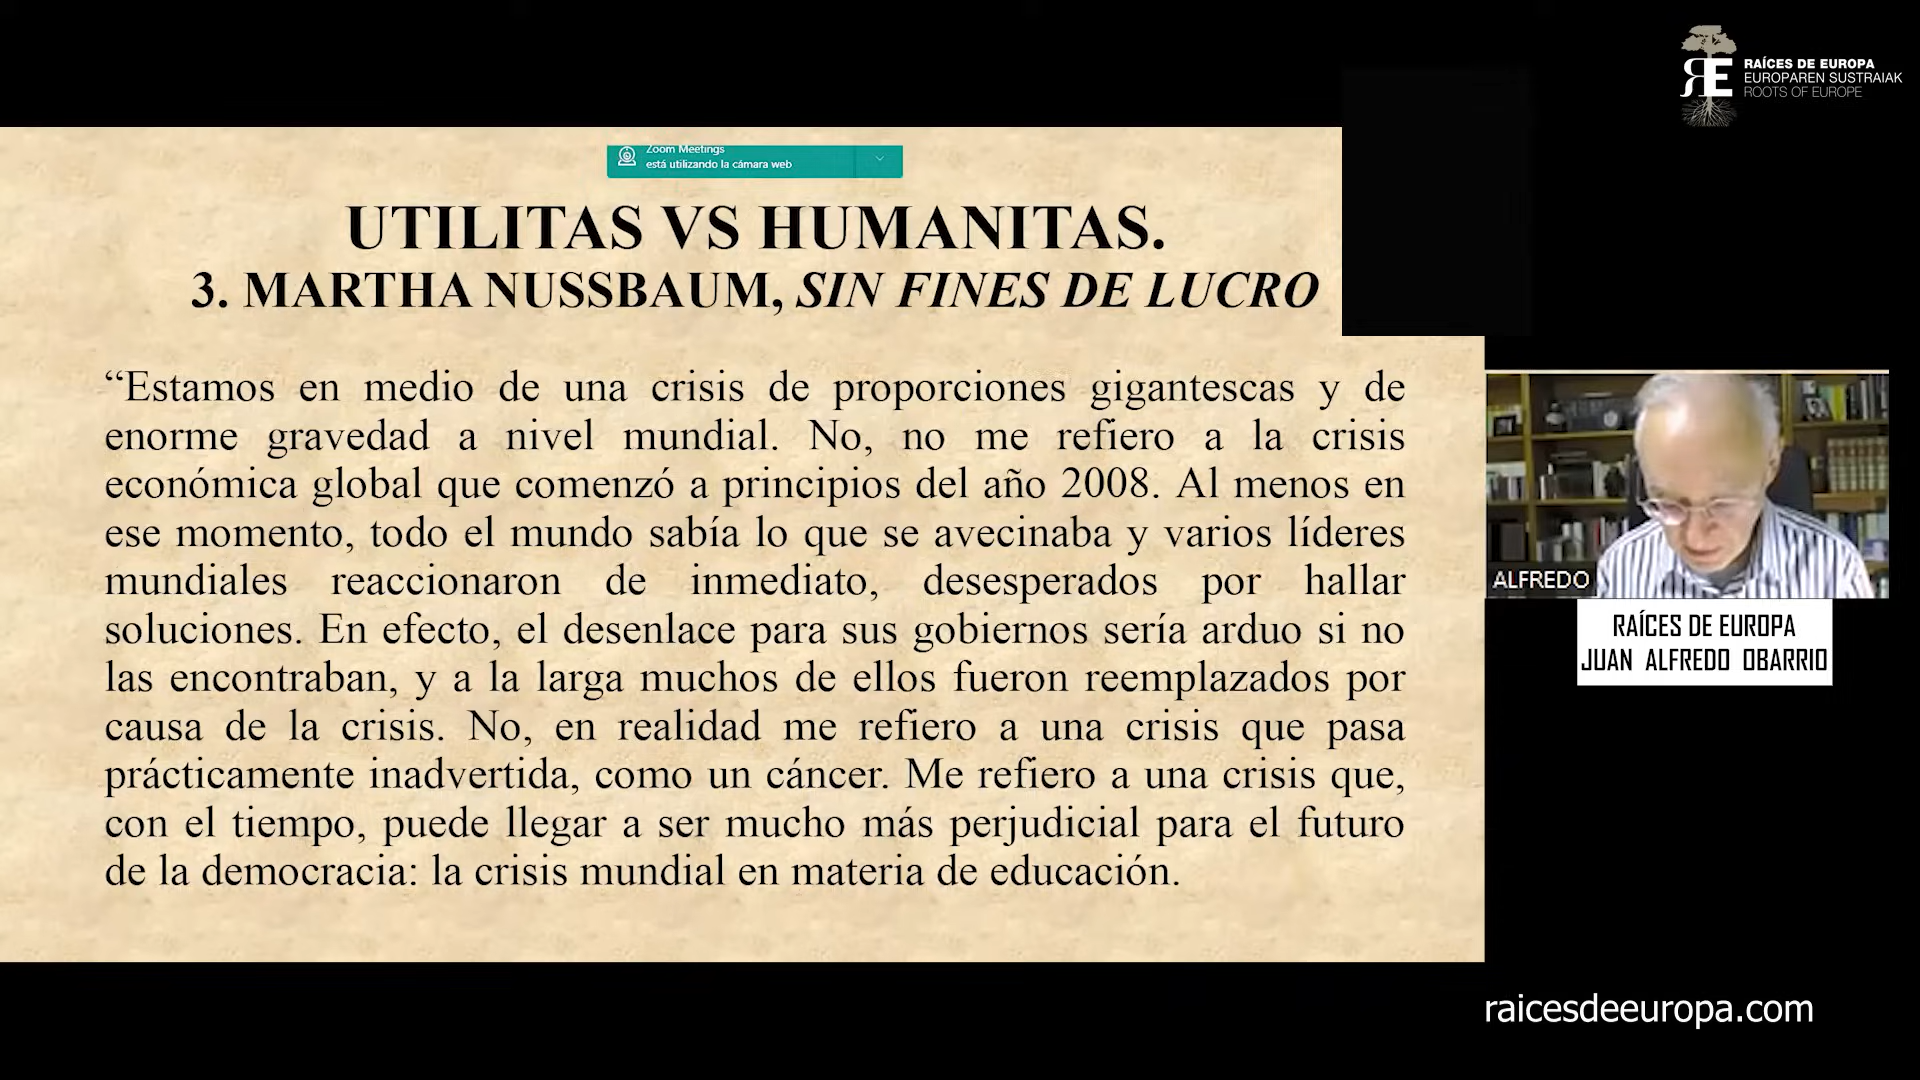 RAÍCES DE EUROPA
EUROPAREN SUSTRAIAK
ROOTS OF EUROPE
RE
Zoom Meetings
está utilizando la cámara web
UTILITAS VS HUMANITAS.
3. MARTHA NUSSBAUM, SIN FINES DE LUCRO
“Estamos en medio de una crisis de proporciones gigantescas y de
enorme gravedad a nivel mundial. No, no me refiero a la crisis
económica global que comenzó a principios del año 2008. Al menos en
ese momento, todo el mundo sabía lo que se avecinaba y varios líderes
mundiales reaccionaron de inmediato, desesperados por hallar
soluciones. En efecto, el desenlace para sus gobiernos sería arduo si no
las encontraban, y a la larga muchos de ellos fueron reemplazados por
causa de la crisis. No, en realidad me refiero a una crisis que pasa
prácticamente inadvertida, como un cáncer. Me refiero a una crisis que,
con el tiempo, puede llegar a ser mucho más perjudicial para el futuro
de la democracia: la crisis mundial en materia de educación.
ALFREDO
RAÍCES DE EUROPA
JUAN ALFREDO OBARRIO
raicesdeeuropa.com